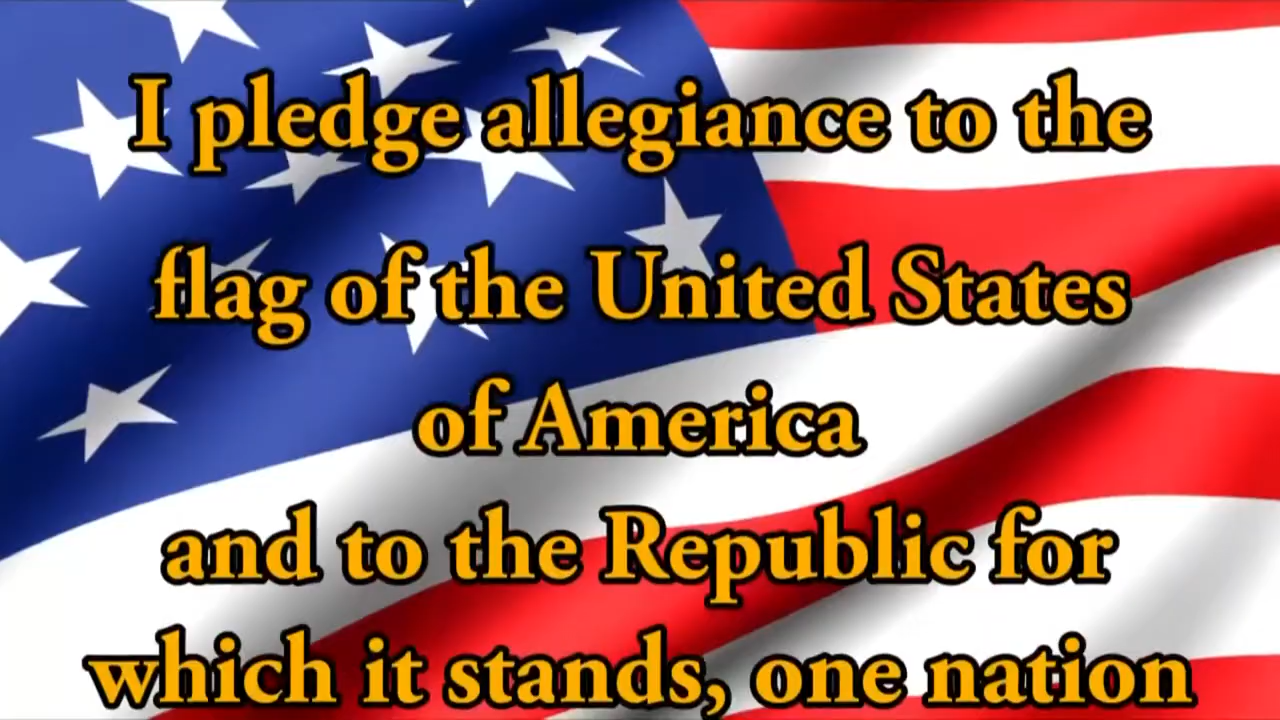 I pledge allegiance to the
flag of the United States
of America
and to the Republic for
which it stands, one nation